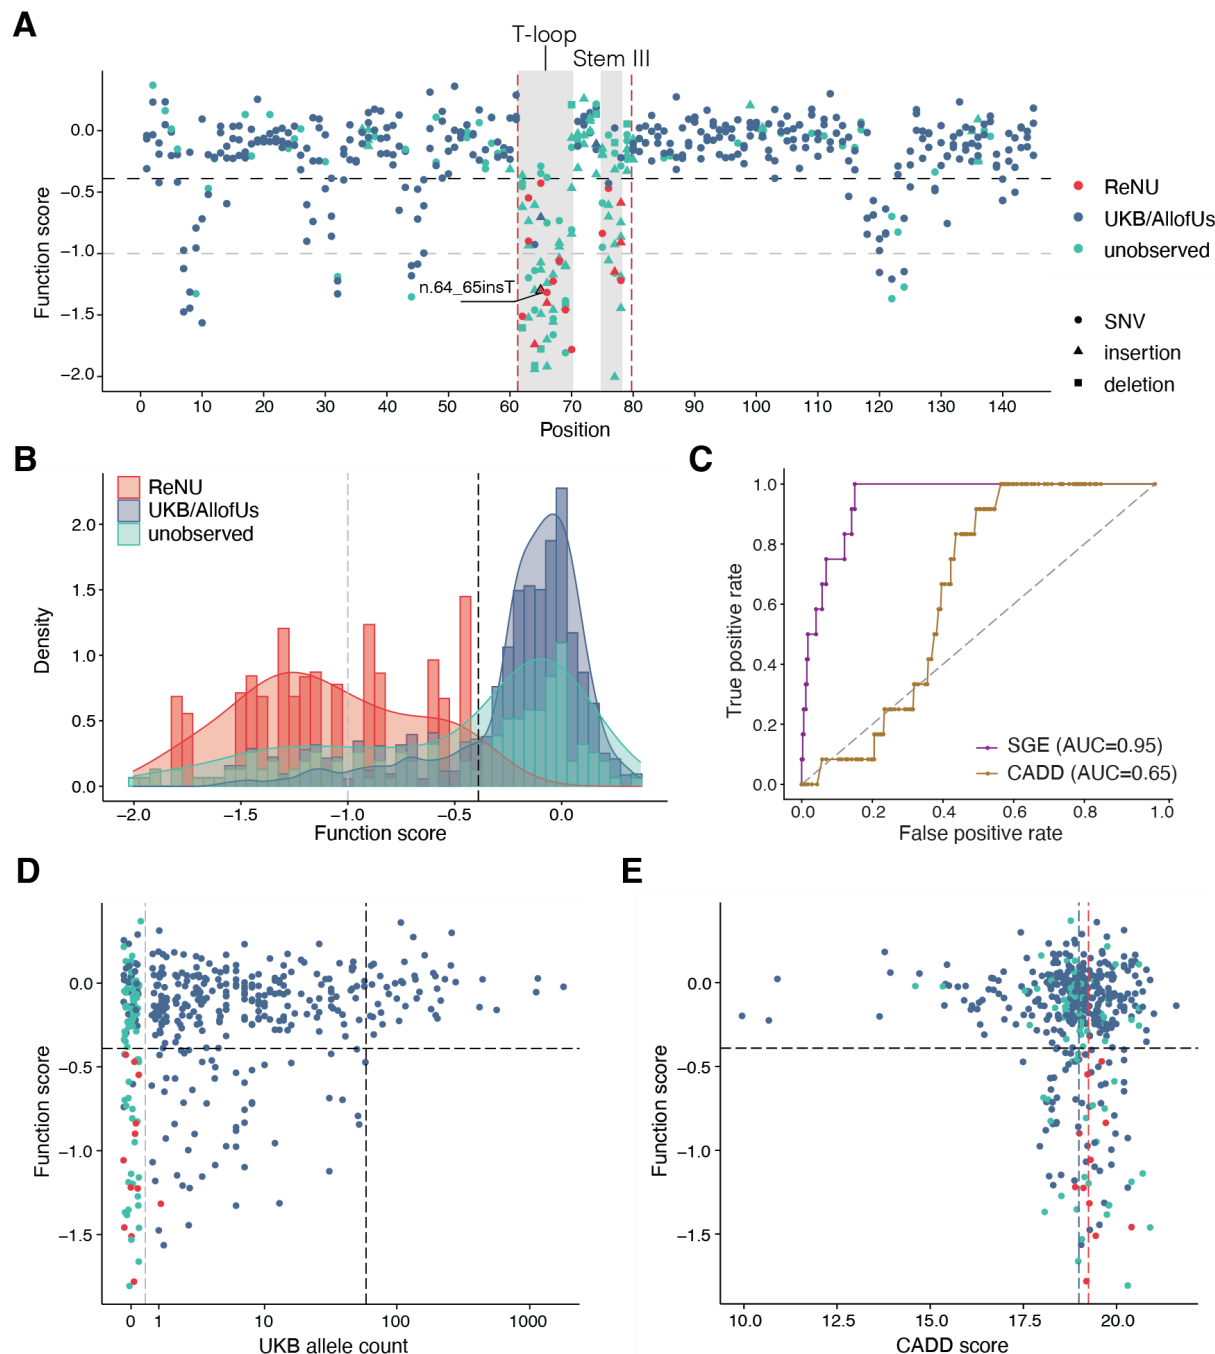 A
T-loop
Stem III
0.0
−0.5
−1.0
−1.5
−2.0
Function score
n.64_65insT
0 10 20 30 40 50 60 70 80 90 100 110 120 130 140
Position
ReNU
UKB/AllofUs
unobserved
SNV
insertion
deletion
B
ReNU
UKB/AllofUs
unobserved
2.0
1.5
1.0
0.5
0.0
Density
−2.0 −1.5 −1.0 −0.5 0.0
Function score
C
1.0
0.8
0.6
0.4
0.2
0.0
True positive rate
SGE (AUC=0.95)
CADD (AUC=0.65)
0.0 0.2 0.4 0.6 0.8 1.0
False positive rate
D
0.0
−0.5
−1.0
−1.5
Function score
0 1 10 100 1000
UKB allele count
E
0.0
−0.5
−1.0
−1.5
Function score
10.0 12.5 15.0 17.5 20.0
CADD score